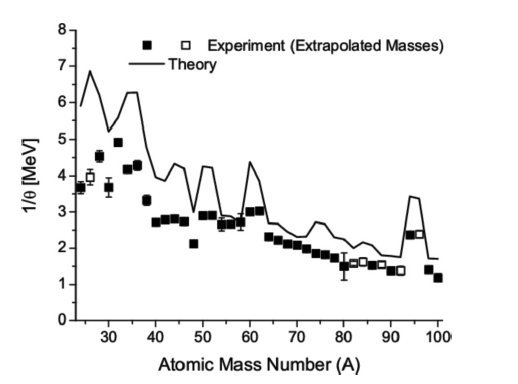 8
7
6
5
4
3
2
1
0
1/θ [MeV]
Experiment (Extrapolated Masses)
Theory
30 40 50 60 70 80 90 100
Atomic Mass Number (A)